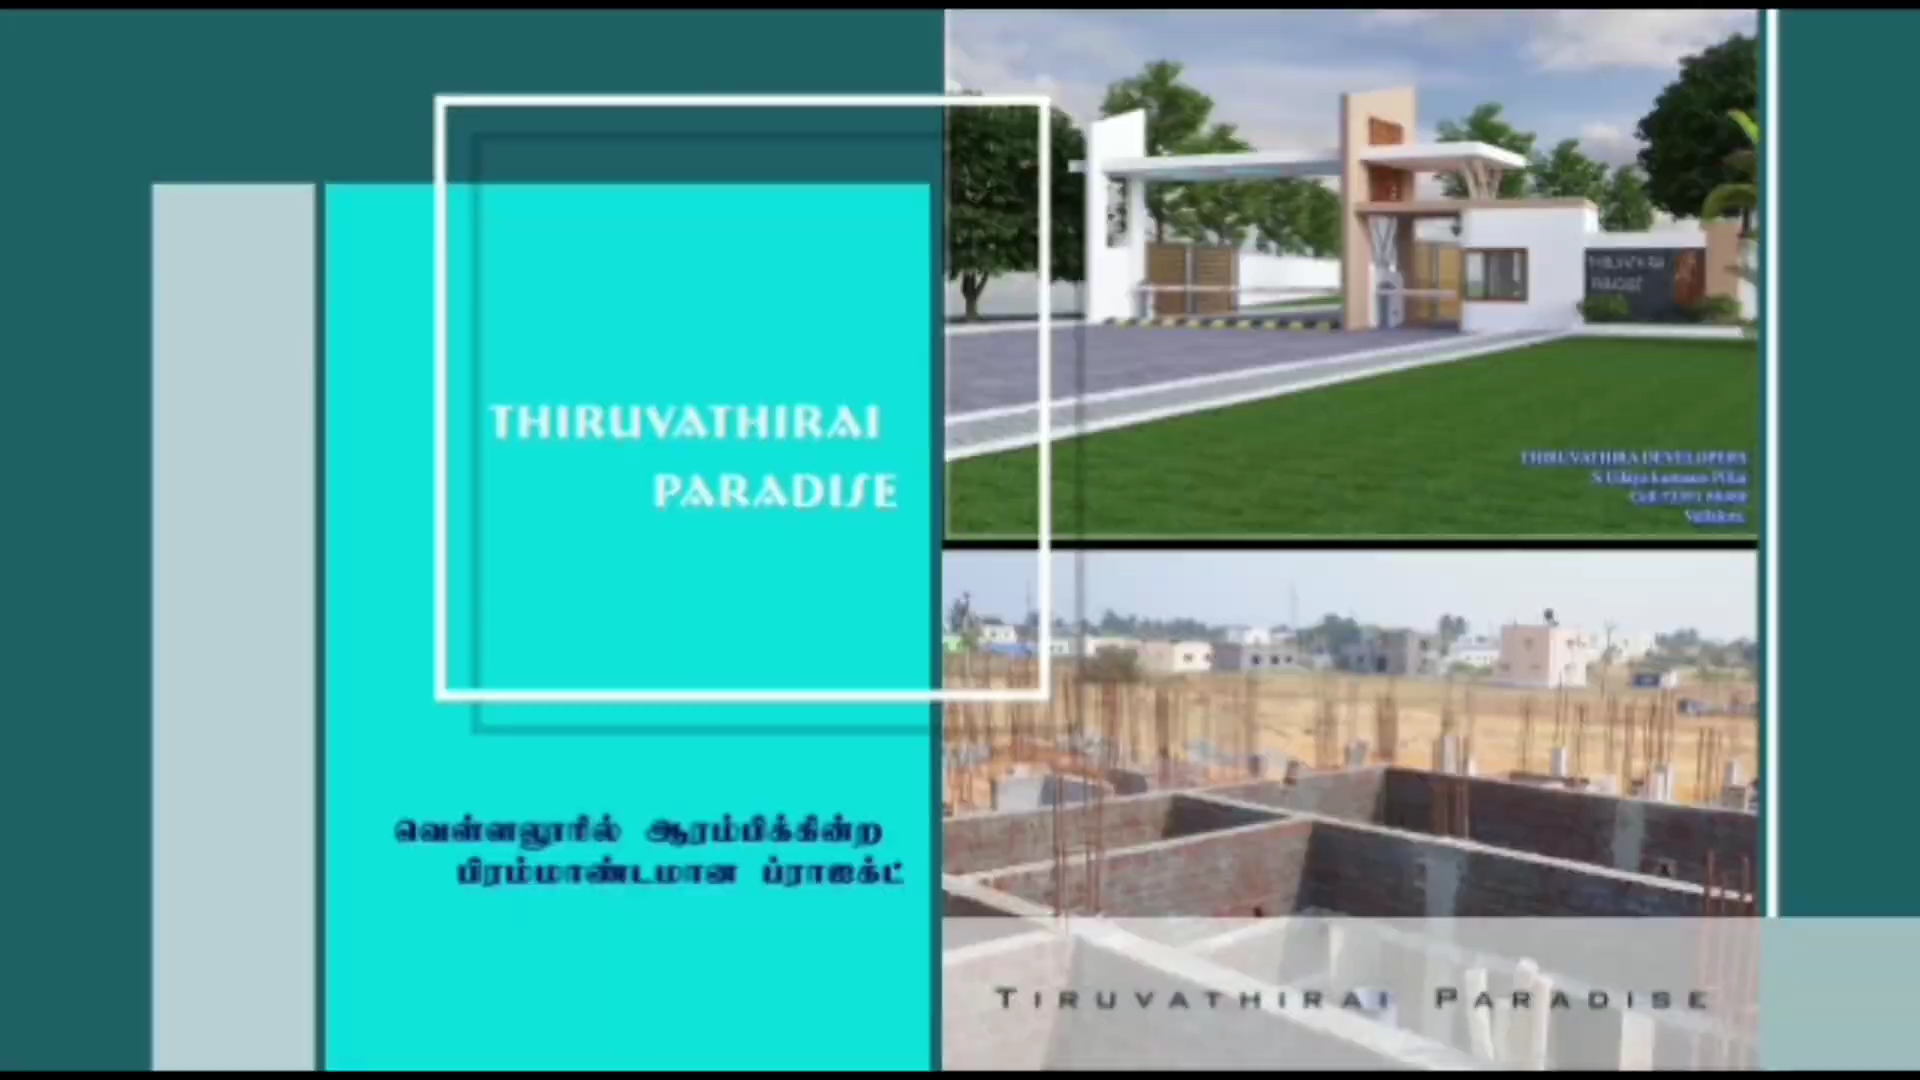 THIRUVATHIRAI
PARADISE
வெள்ளலூரில் ஆரம்பிக்கின்ற
பிரம்மாண்டமான ப்ராஜக்ட்
THIRUVATHIRA DEVELOPERS
TIRUVATHIRAI PARADISE